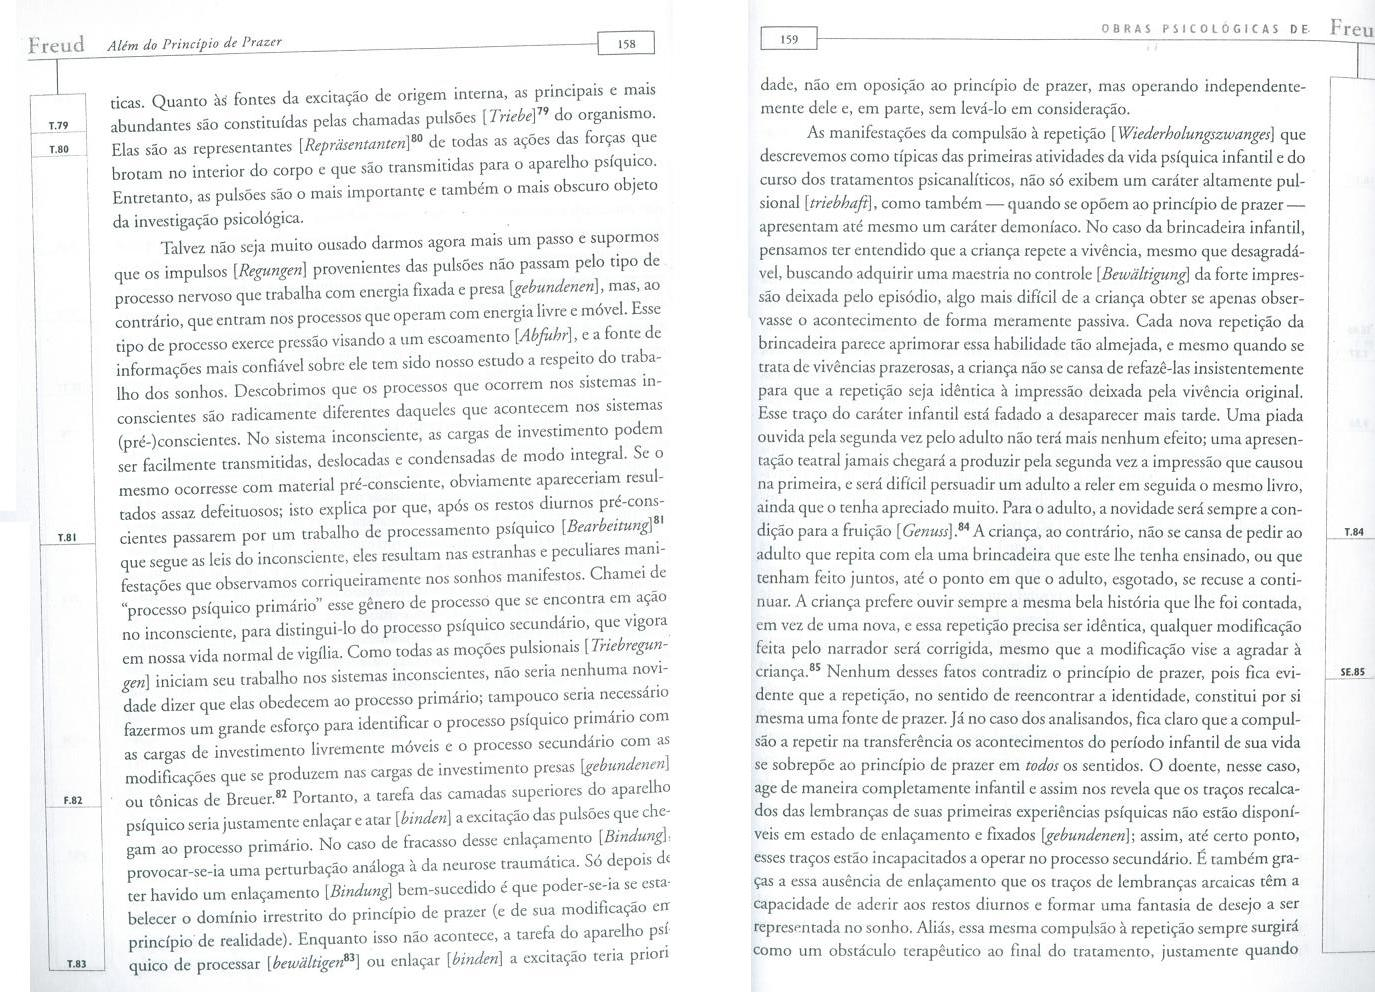 Freud Além do Princípio de Prazer 158
ticas. Quanto às fontes da excitação de origem interna, as principais e mais
T.79
abundantes são constituídas pelas chamadas pulsões [Triebe]79 do organismo.
T.80
Elas são as representantes [Repräsentanten]80 de todas as ações das forças que
brotam no interior do corpo e que são transmitidas para o aparelho psíquico.
Entretanto, as pulsões são o mais importante e também o mais obscuro objeto
da investigação psicológica.
Talvez não seja muito ousado darmos agora mais um passo e supormos
que os impulsos [Regungen] provenientes das pulsões não passam pelo tipo de
processo nervoso que trabalha com energia fixada e presa [gebundenen], mas, ao
contrário, que entram nos processos que operam com energia livre e móvel. Esse
tipo de processo exerce pressão visando a um escoamento [Abfuhr], e a fonte de
informações mais confiável sobre ele tem sido nosso estudo a respeito do traba-
lho dos sonhos. Descobrimos que os processos que ocorrem nos sistemas in-
conscientes são radicalmente diferentes daqueles que acontecem nos sistemas
(pré-)conscientes. No sistema inconsciente, as cargas de investimento podem
ser facilmente transmitidas, deslocadas e condensadas de modo integral. Se o
mesmo ocorresse com material pré-consciente, obviamente apareceriam resul-
tados assaz defeituosos; isto explica por que, após os restos diurnos pré-cons-
T.81
cientes passarem por um trabalho de processamento psíquico [Bearbeitung]81
que segue as leis do inconsciente, eles resultam nas estranhas e peculiares mani-
festações que observamos corriqueiramente nos sonhos manifestos. Chamei de
“processo psíquico primário” esse gênero de processo que se encontra em ação
no inconsciente, para distingui-lo do processo psíquico secundário, que vigora
em nossa vida normal de vigília. Como todas as moções pulsionais [Triebregun-
gen] iniciam seu trabalho nos sistemas inconscientes, não seria nenhuma novi-
dade dizer que elas obedecem ao processo primário; tampouco seria necessário
fazermos um grande esforço para identificar o processo psíquico primário com
as cargas de investimento livremente móveis e o processo secundário com as
modificações que se produzem nas cargas de investimento presas [gebundenen]
F.82
ou tônicas de Breuer.82 Portanto, a tarefa das camadas superiores do aparelho
psíquico seria justamente enlaçar e atar [binden] a excitação das pulsões que che-
gam ao processo primário. No caso de fracasso desse enlaçamento [Bindung],
provocar-se-ia uma perturbação análoga à da neurose traumática. Só depois de
ter havido um enlaçamento [Bindung] bem-sucedido é que poder-se-ia se esta-
belecer o domínio irrestrito do princípio de prazer (e de sua modificação em
princípio de realidade). Enquanto isso não acontece, a tarefa do aparelho psí-
T.83
quico de processar [bewältigen83] ou enlaçar [binden] a excitação teria priori
159 OBRAS PSICOLÓGICAS DE Freu
dade, não em oposição ao princípio de prazer, mas operando independente-
mente dele e, em parte, sem levá-lo em consideração.
As manifestações da compulsão à repetição [Wiederholungszwanges] que
descrevemos como típicas das primeiras atividades da vida psíquica infantil e do
curso dos tratamentos psicanalíticos, não só exibem um caráter altamente pul-
sional [triebhaft], como também — quando se opõem ao princípio de prazer —
apresentam até mesmo um caráter demoníaco. No caso da brincadeira infantil,
pensamos ter entendido que a criança repete a vivência, mesmo que desagradá-
vel, buscando adquirir uma maestria no controle [Bewältigung] da forte impres-
são deixada pelo episódio, algo mais difícil de a criança obter se apenas obser-
vasse o acontecimento de forma meramente passiva. Cada nova repetição da
brincadeira parece aprimorar essa habilidade tão almejada, e mesmo quando se
trata de vivências prazerosas, a criança não se cansa de refazê-las insistentemente
para que a repetição seja idêntica à impressão deixada pela vivência original.
Esse traço do caráter infantil está fadado a desaparecer mais tarde. Uma piada
ouvida pela segunda vez pelo adulto não terá mais nenhum efeito; uma apresen-
tação teatral jamais chegará a produzir pela segunda vez a impressão que causou
na primeira, e será difícil persuadir um adulto a reler em seguida o mesmo livro,
ainda que o tenha apreciado muito. Para o adulto, a novidade será sempre a con-
dição para a fruição [Genuss].84 A criança, ao contrário, não se cansa de pedir ao
T.84
adulto que repita com ela uma brincadeira que este lhe tenha ensinado, ou que
tenham feito juntos, até o ponto em que o adulto, esgotado, se recuse a conti-
nuar. A criança prefere ouvir sempre a mesma bela história que lhe foi contada,
em vez de uma nova, e essa repetição precisa ser idêntica, qualquer modificação
feita pelo narrador será corrigida, mesmo que a modificação vise a agradar à
criança.85 Nenhum desses fatos contradiz o princípio de prazer, pois fica evi-
SE.85
dente que a repetição, no sentido de reencontrar a identidade, constitui por si
mesma uma fonte de prazer. Já no caso dos analisandos, fica claro que a compul-
são a repetir na transferência os acontecimentos do período infantil de sua vida
se sobrepõe ao princípio de prazer em todos os sentidos. O doente, nesse caso,
age de maneira completamente infantil e assim nos revela que os traços recalca-
dos das lembranças de suas primeiras experiências psíquicas não estão disponí-
veis em estado de enlaçamento e fixados [gebundenen]; assim, até certo ponto,
esses traços estão incapacitados a operar no processo secundário. É também gra-
ças a essa ausência de enlaçamento que os traços de lembranças arcaicas têm a
capacidade de aderir aos restos diurnos e formar uma fantasia de desejo a ser
representada no sonho. Aliás, essa mesma compulsão à repetição sempre surgirá
como um obstáculo terapêutico ao final do tratamento, justamente quando